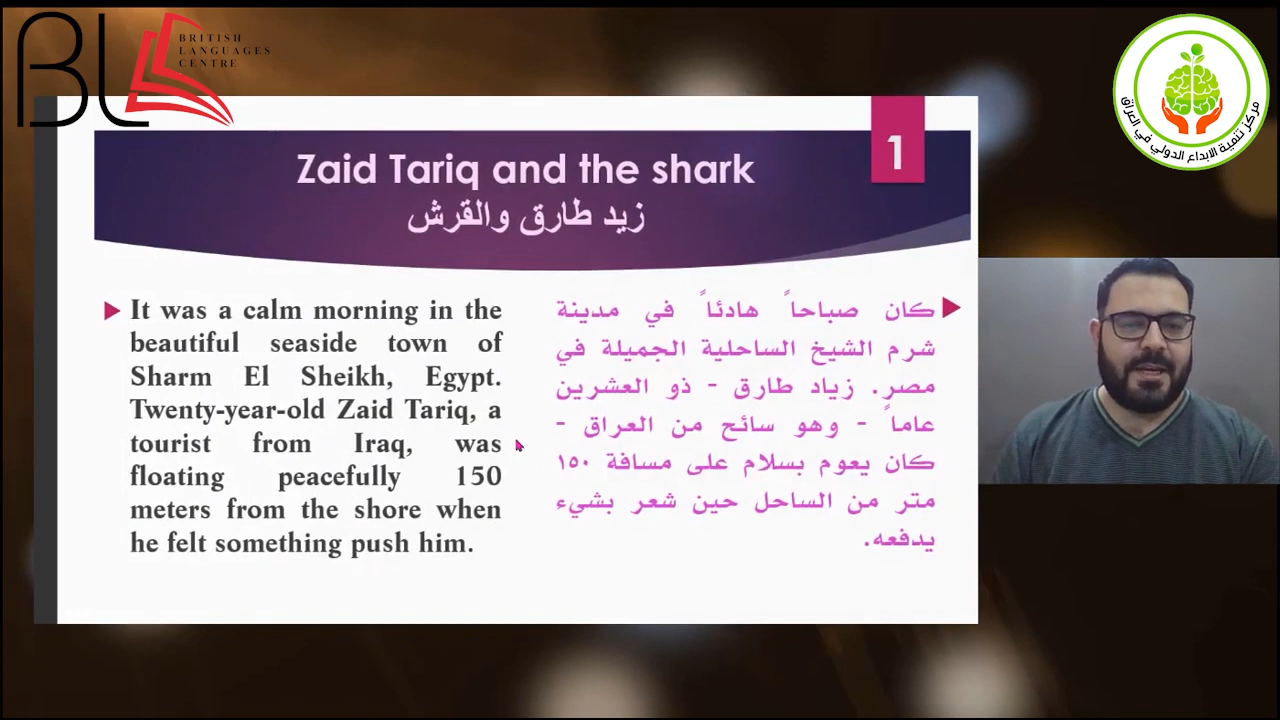 BL
BRITISH
LANGUAGES
CENTRE
مركز تنمية الابداع الدولي في العراق
1
Zaid Tariq and the shark
زيد طارق والقرش
It was a calm morning in the
beautiful seaside town of
Sharm El Sheikh, Egypt.
Twenty-year-old Zaid Tariq, a
tourist from Iraq, was
floating peacefully 150
meters from the shore when
he felt something push him.
كان صباحاً هادئاً في مدينة
شرم الشيخ الساحلية الجميلة في
مصر. زياد طارق - ذو العشرين
عاماً - وهو سائح من العراق -
كان يعوم بسلام على مسافة ١٥٠
متر من الساحل حين شعر بشيء
يدفعه.